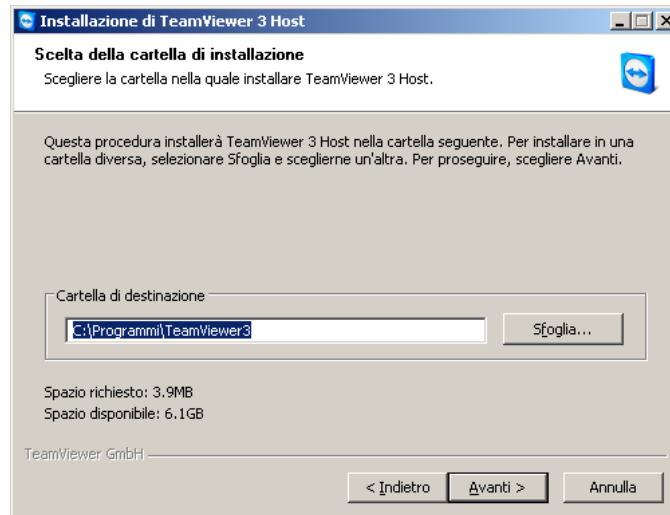 Installazione di TeamViewer 3 Host
Scelta della cartella di installazione
Scegliere la cartella nella quale installare TeamViewer 3 Host.
Questa procedura installerà TeamViewer 3 Host nella cartella seguente. Per installare in una
cartella diversa, selezionare Sfoglia e sceglierne un'altra. Per proseguire, scegliere Avanti.
Cartella di destinazione
C:\Programmi\TeamViewer3
Sfoglia...
Spazio richiesto: 3.9MB
Spazio disponibile: 6.1GB
TeamViewer GmbH
< Indietro Avanti > Annulla